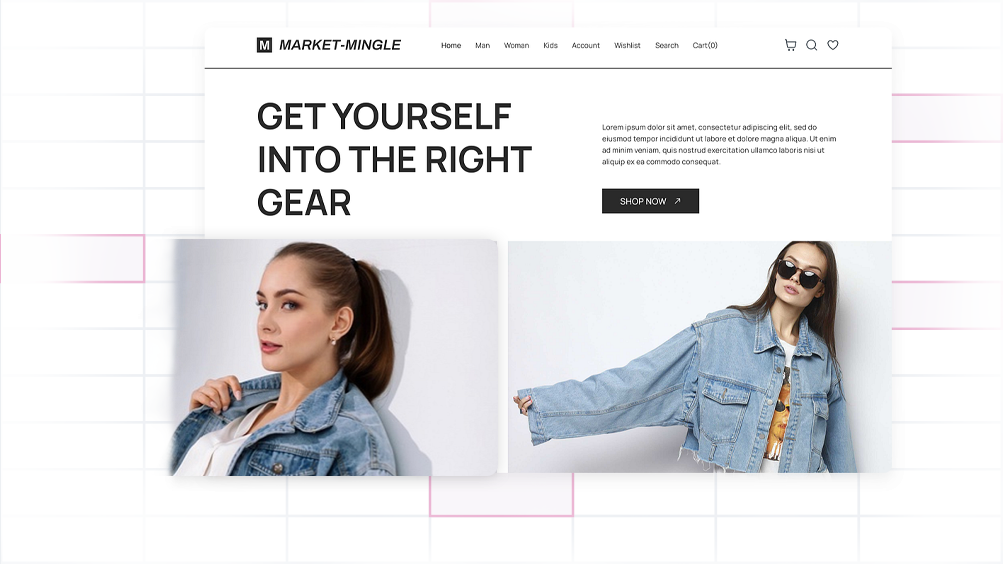 M MARKET-MINGLE
Home Man Woman Kids Account Wishlist Search Cart(0)
GET YOURSELF
INTO THE RIGHT
GEAR
Lorem ipsum dolor sit amet, consectetur adipiscing elit, sed do
eiusmod tempor incididunt ut labore et dolore magna aliqua. Ut enim
ad minim veniam, quis nostrud exercitation ullamco laboris nisi ut
aliquip ex ea commodo consequat.
SHOP NOW